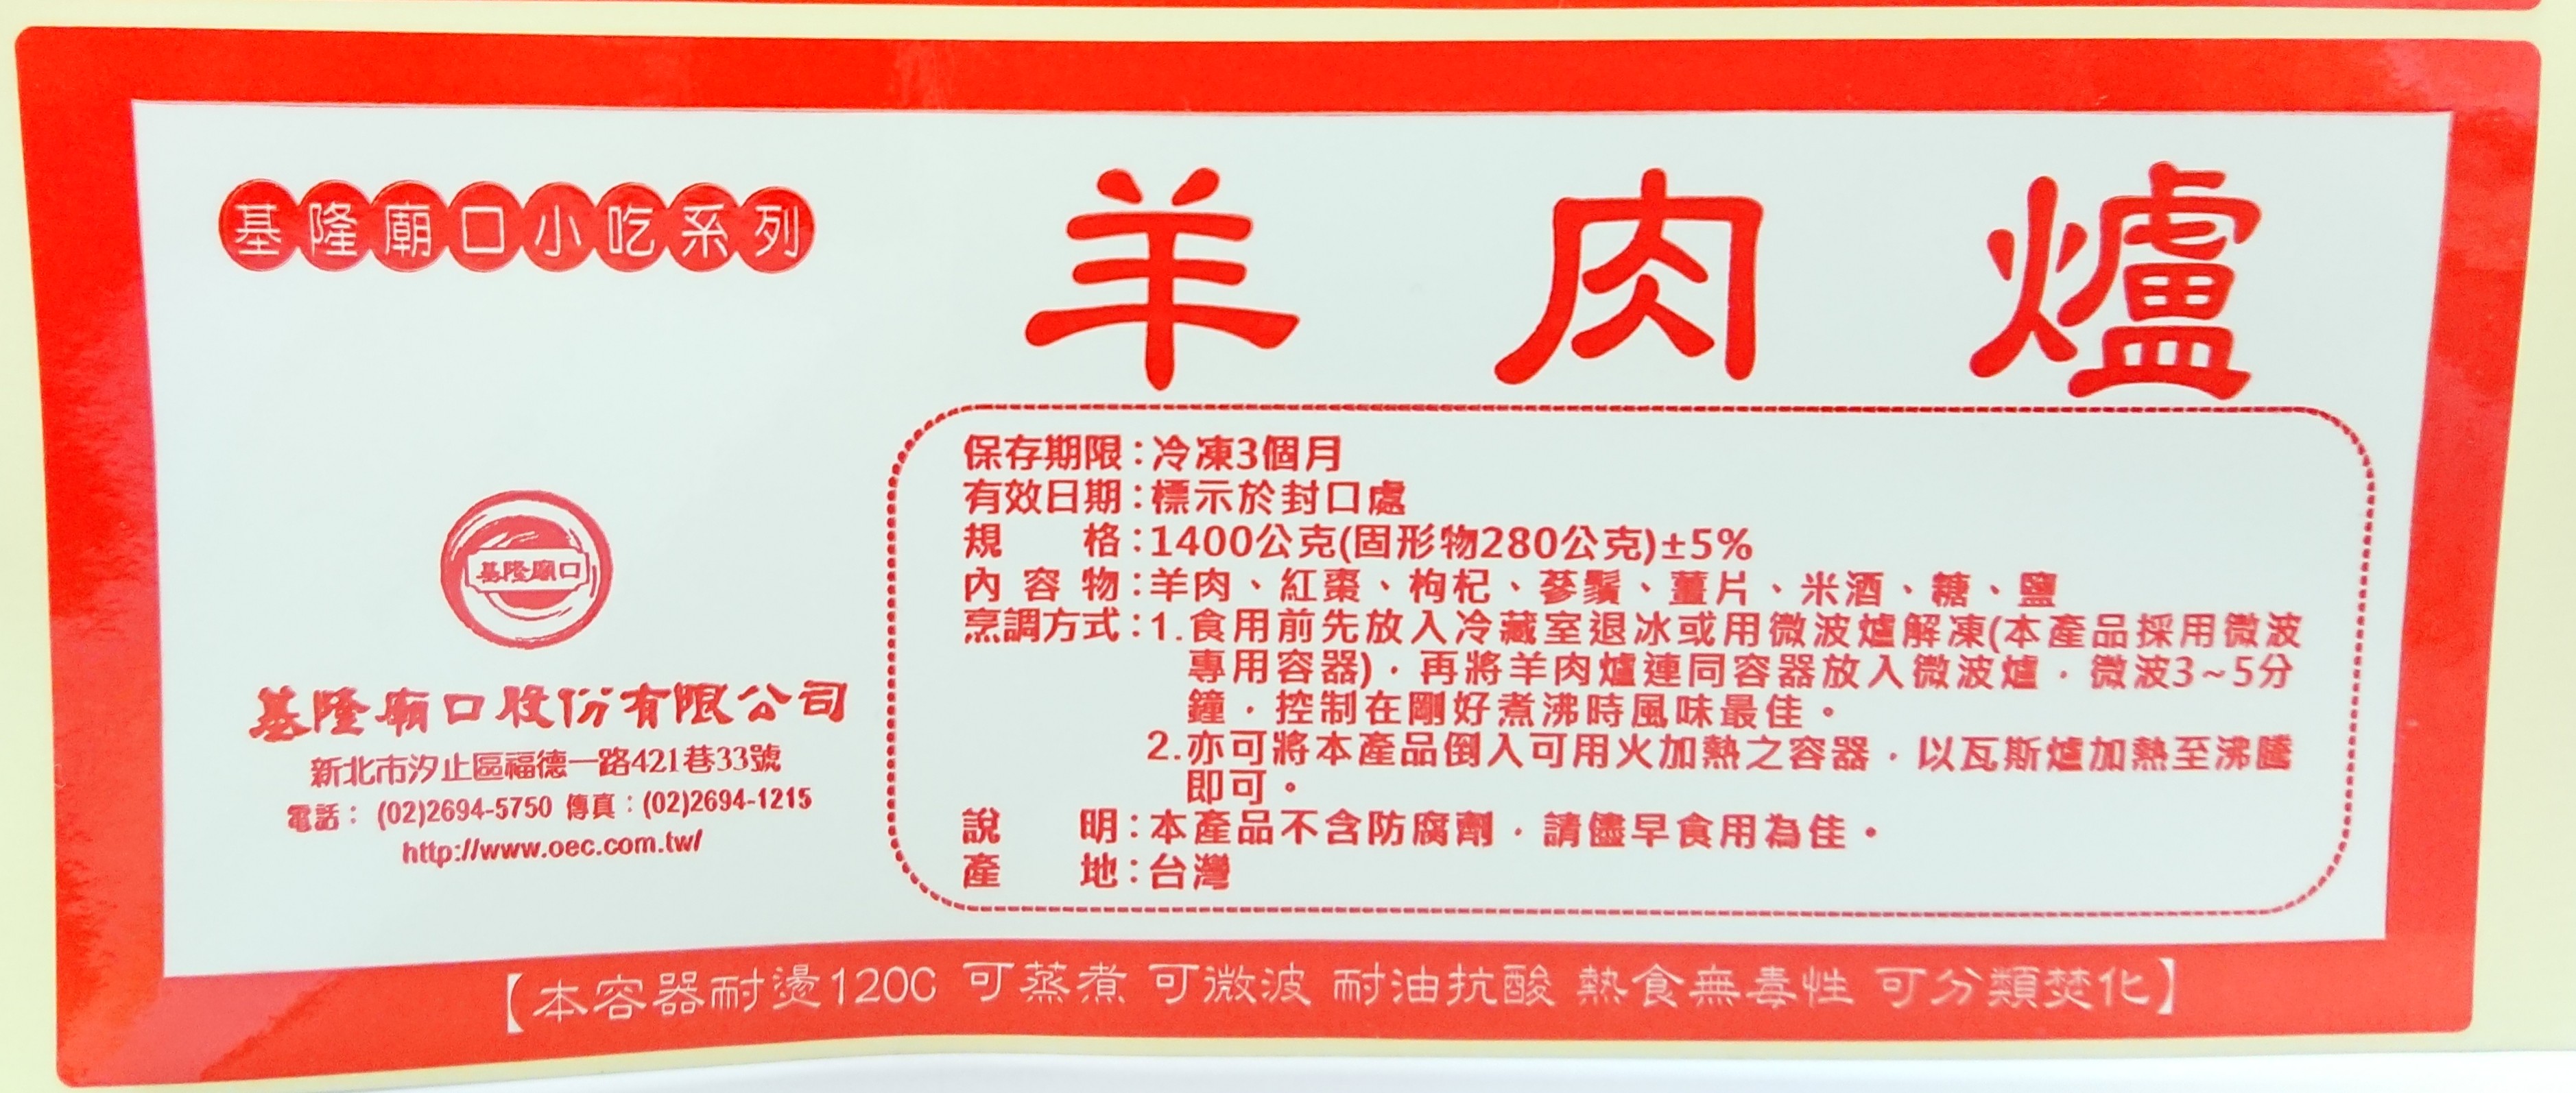 基隆廟口小吃系列
羊肉爐
基隆廟口
基隆廟口股份有限公司
新北市汐止區福德一路421巷33號
電話： (02)2694-5750 傳真：(02)2694-1215
http://www.oec.com.tw/
保存期限：冷凍3個月
有效日期：標示於封口處
規　　格：1400公克(固形物280公克)±5%
內 容 物：羊肉、紅棗、枸杞、蔘鬚、薑片、米酒、糖、鹽
烹調方式：1.食用前先放入冷藏室退冰或用微波爐解凍(本產品採用微波
專用容器)，再將羊肉爐連同容器放入微波爐，微波3~5分
鐘，控制在剛好煮沸時風味最佳。
2.亦可將本產品倒入可用火加熱之容器，以瓦斯爐加熱至沸騰
即可。
說　　明：本產品不含防腐劑，請儘早食用為佳。
產　　地：台灣
【本容器耐燙120C 可蒸煮 可微波 耐油抗酸 熱食無毒性 可分類焚化】